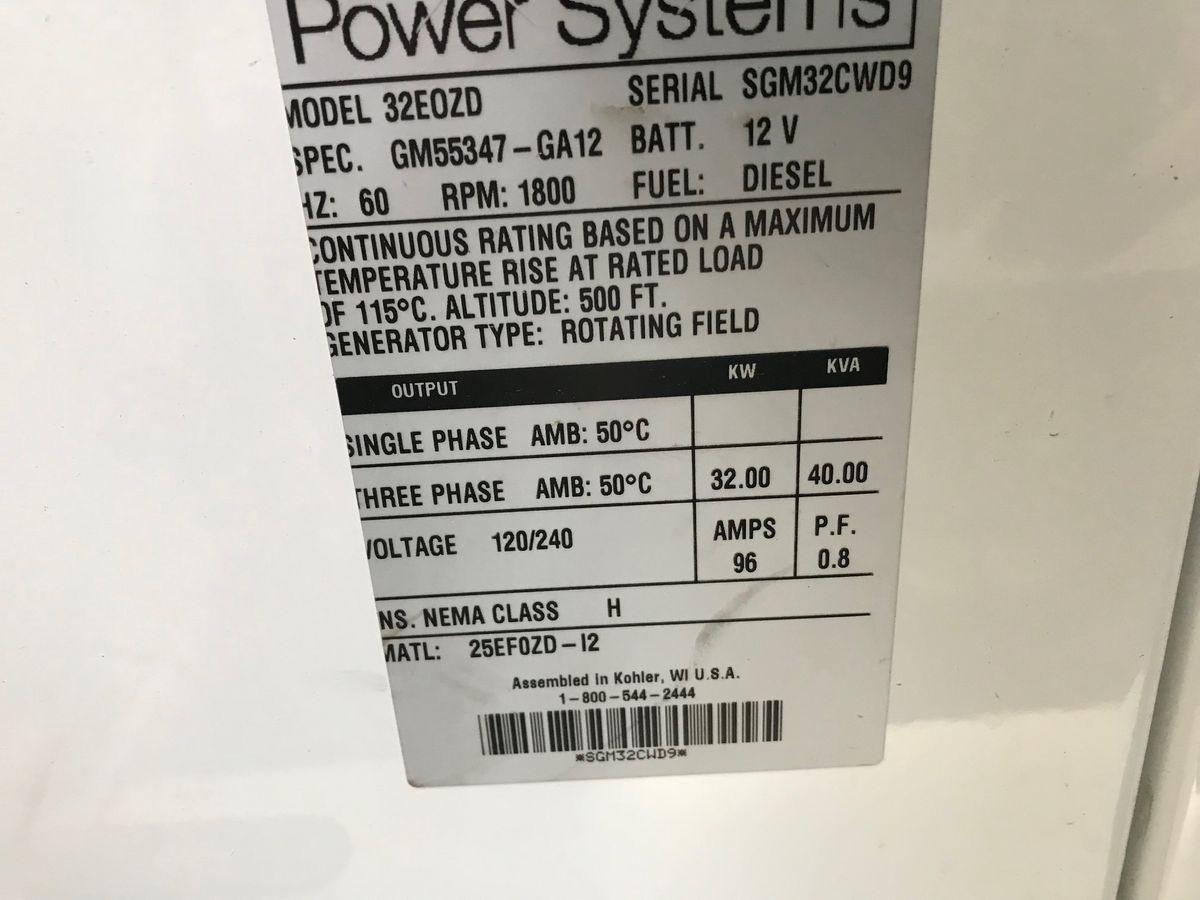 Power Systems
MODEL 32EOZD SERIAL SGM32CWD9
SPEC. GM55347-GA12 BATT. 12 V
HZ: 60 RPM: 1800 FUEL: DIESEL
CONTINUOUS RATING BASED ON A MAXIMUM
TEMPERATURE RISE AT RATED LOAD
OF 115°C. ALTITUDE: 500 FT.
GENERATOR TYPE: ROTATING FIELD
OUTPUT KW KVA
SINGLE PHASE AMB: 50°C
THREE PHASE AMB: 50°C 32.00 40.00
VOLTAGE 120/240 AMPS P.F.
96 0.8
NS. NEMA CLASS H
MATL: 25EFOZD-I2
Assembled in Kohler, WI U.S.A.
1-800-544-2444
*SGM32CWD9*